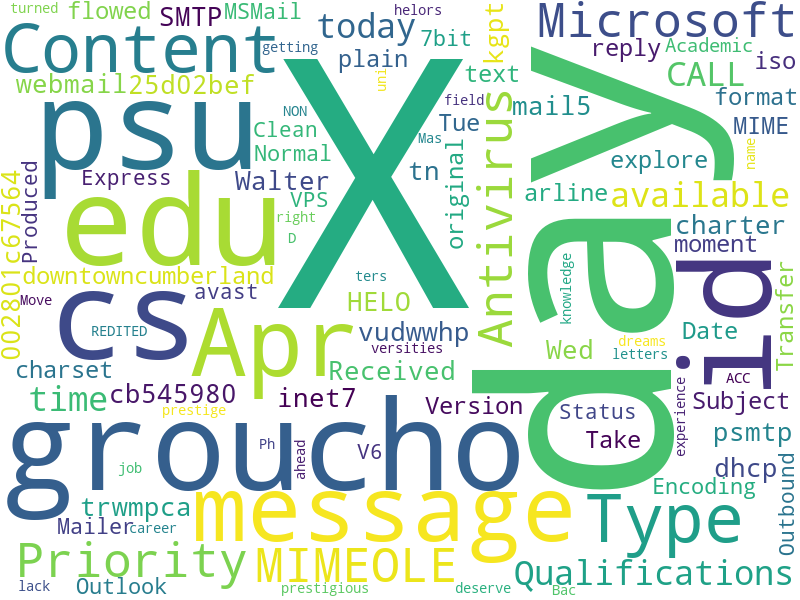 turned
flowed
SMTP
MSMail
helors
Content
getting
today
7bit
kgpt
Microsoft
plain
uni
reply
Academic
iso
webmail
25d02bef
text
CALL
psu
X
NON
field
mail5
format
Clean
Mas
Tue
MIME
Normal
original
Antivirus
day
explore
name
002801c67564
Produced
Express
Walter
tn
VPS
arline
available
edu
right
charter
D
moment
downtowncumberland
ters
knowledge
id
Transfer
Move
cs
avast
HELO
Apr
REDITED
vudwwhp
Date
versities
Wed
dreams
letters
charset
Received
ACC
time
cb545980
inet7
Version
Subject
prestige
Status
experience
groucho
Take
psmtp
Ph
ahead
V6
job
dhcp
Outbound
message
Encoding
trwmpca
Type
Mailer
career
Priority
MIMEOLE
Qualifications
lack
Outlook
prestigious
deserve
Bac